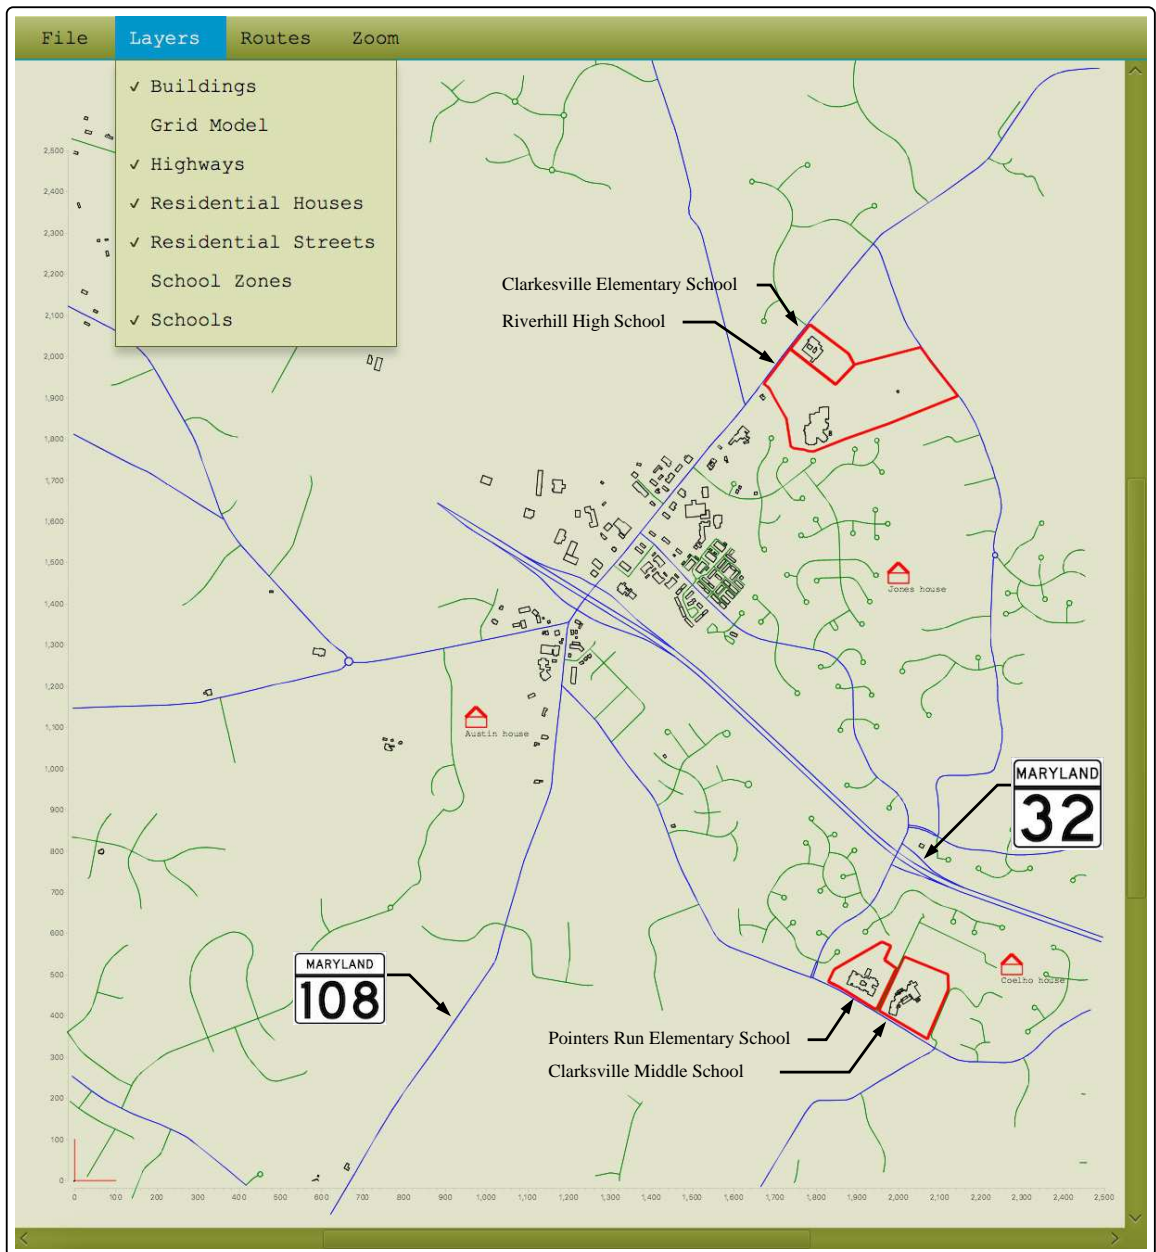 File Layers Routes Zoom
✓ Buildings
Grid Model
✓ Highways
✓ Residential Houses
✓ Residential Streets
School Zones
✓ Schools
Clarkesville Elementary School
Riverhill High School
Jones house
Austin house
MARYLAND
32
MARYLAND
108
Coelho house
Pointers Run Elementary School
Clarksville Middle School
2,500
2,400
2,300
2,200
2,100
2,000
1,900
1,800
1,700
1,600
1,500
1,400
1,300
1,200
1,100
1,000
900
800
700
600
500
400
300
200
100
0
0 100 200 300 400 500 600 700 800 900 1,000 1,100 1,200 1,300 1,400 1,500 1,600 1,700 1,800 1,900 2,000 2,100 2,200 2,300 2,400 2,500